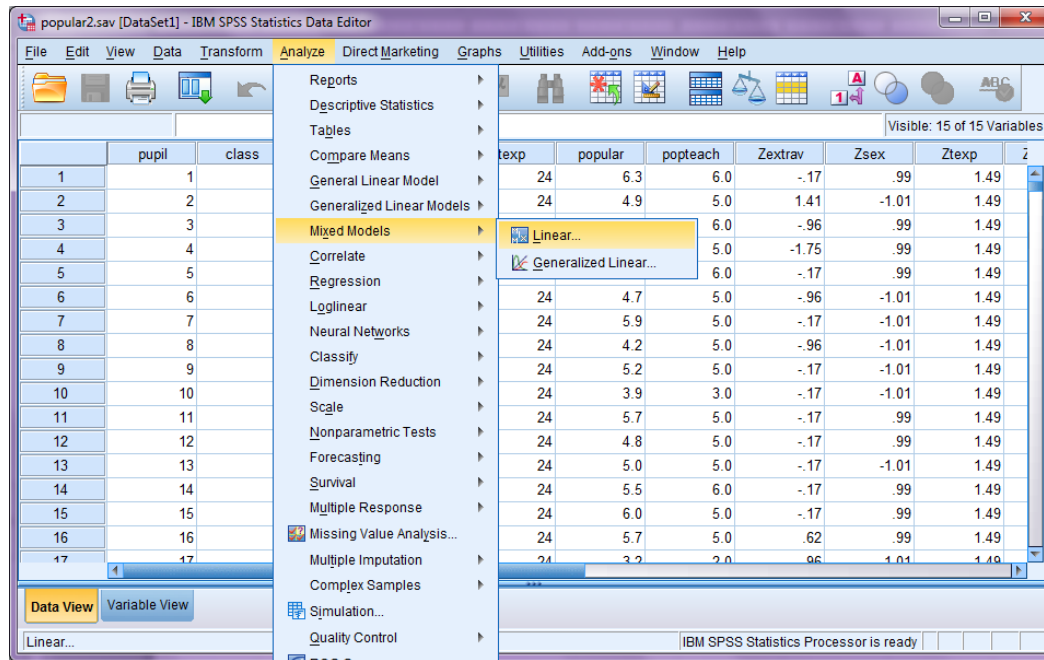 popular2.sav [DataSet1] - IBM SPSS Statistics Data Editor
File Edit View Data Transform Analyze Direct Marketing Graphs Utilities Add-ons Window Help
Visible: 15 of 15 Variables
pupil class texp popular popteach Zextrav Zsex Ztexp
1 1 24 6.3 6.0 -.17 .99 1.49
2 2 24 4.9 5.0 1.41 -1.01 1.49
3 3 6.0 -.96 .99 1.49
4 4 5.0 -1.75 .99 1.49
5 5 6.0 -.17 .99 1.49
6 6 24 4.7 5.0 -.96 -1.01 1.49
7 7 24 5.9 5.0 -.17 -1.01 1.49
8 8 24 4.2 5.0 -.96 -1.01 1.49
9 9 24 5.2 5.0 -.17 -1.01 1.49
10 10 24 3.9 3.0 -.17 -1.01 1.49
11 11 24 5.7 5.0 -.17 .99 1.49
12 12 24 4.8 5.0 -.17 .99 1.49
13 13 24 5.0 5.0 -.17 -1.01 1.49
14 14 24 5.5 6.0 -.17 .99 1.49
15 15 24 6.0 5.0 -.17 .99 1.49
16 16 24 5.7 5.0 .62 .99 1.49
17 17 24 3.2 2.0 1.01 1.49
Reports
Descriptive Statistics
Tables
Compare Means
General Linear Model
Generalized Linear Models
Mixed Models
Correlate
Regression
Loglinear
Neural Networks
Classify
Dimension Reduction
Scale
Nonparametric Tests
Forecasting
Survival
Multiple Response
Missing Value Analysis...
Multiple Imputation
Complex Samples
Simulation...
Quality Control
Linear...
Generalized Linear...
Data View Variable View
Linear...
IBM SPSS Statistics Processor is ready